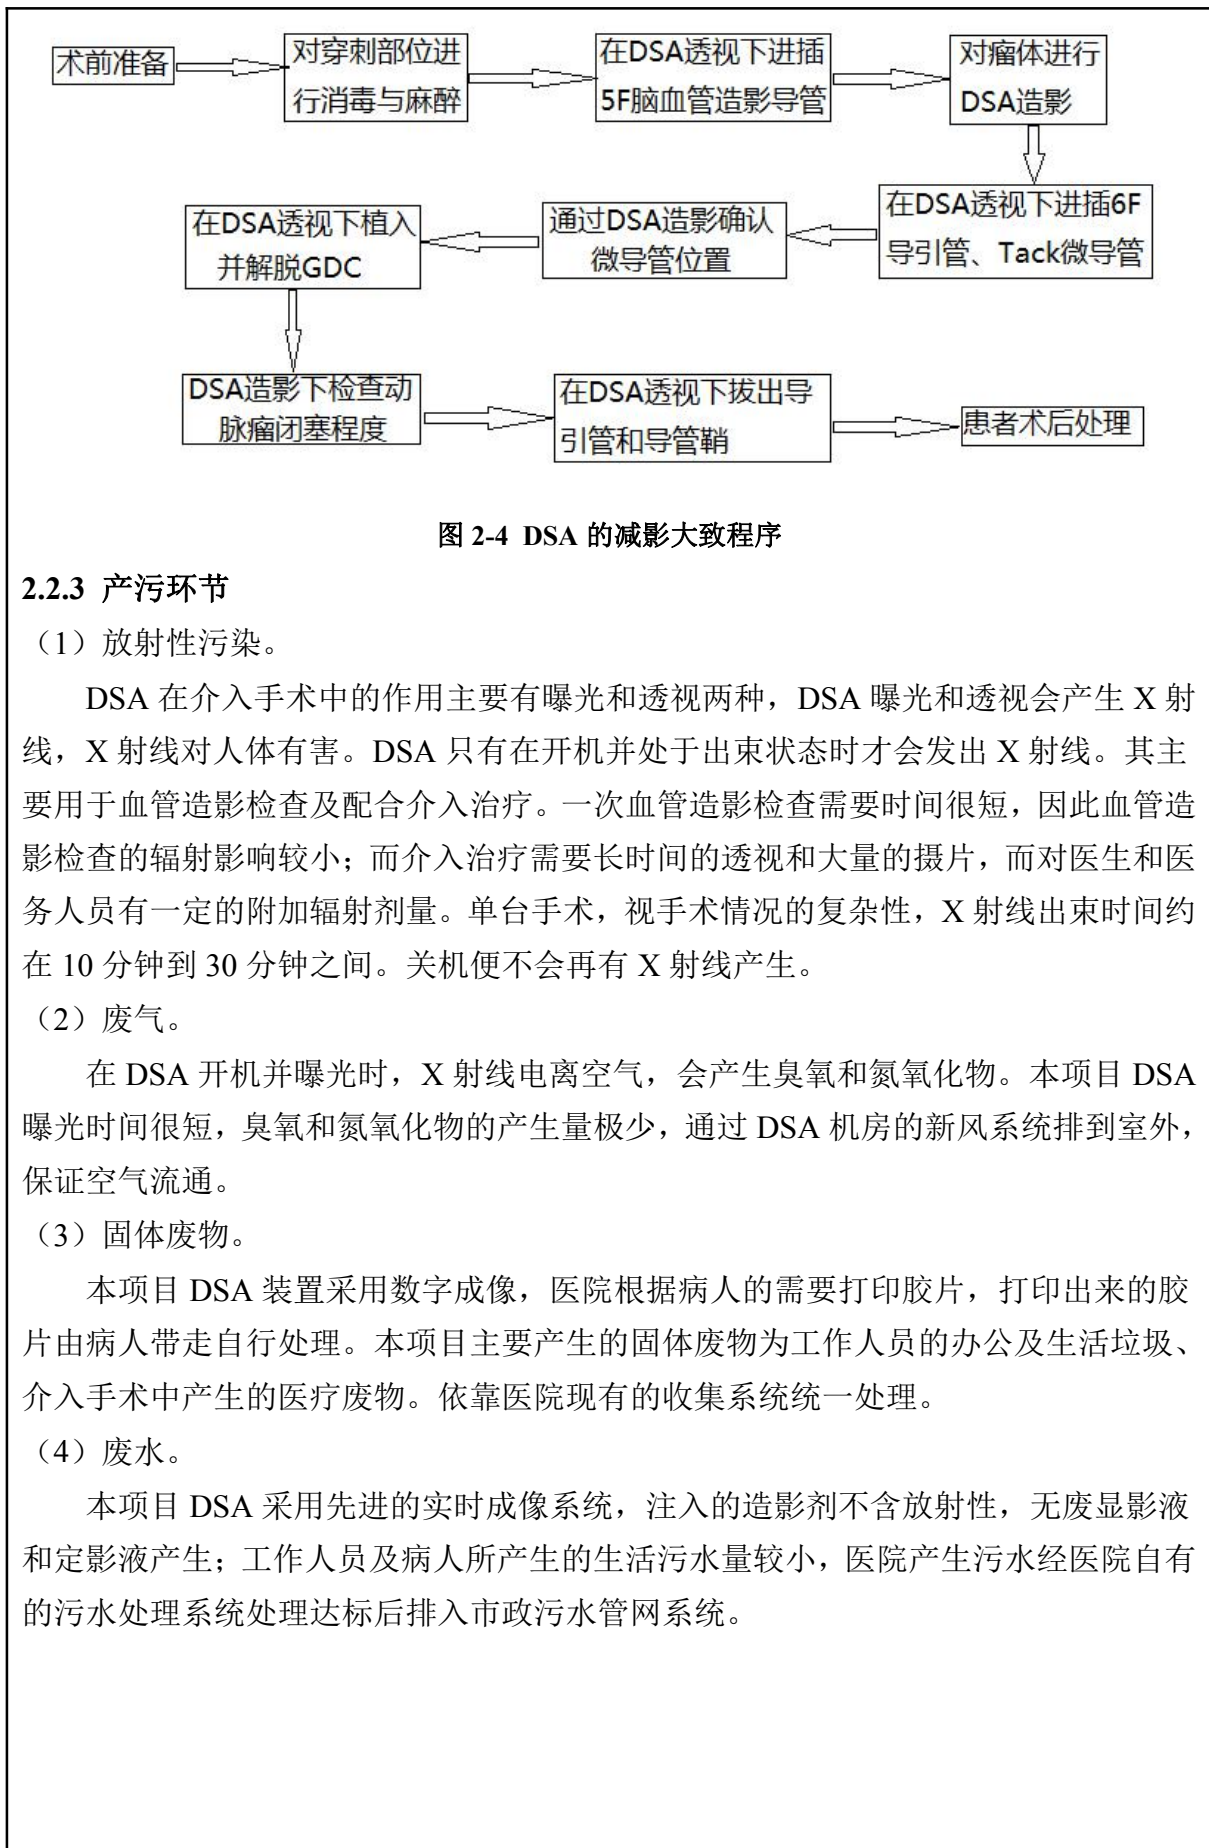 术前准备
对穿刺部位进
行消毒与麻醉
在DSA透视下进插
5F脑血管造影导管
对瘤体进行
DSA造影
在DSA透视下进插6F
导引管、Tack微导管
通过DSA造影确认
微导管位置
在DSA透视下植入
并解脱GDC
DSA造影下检查动
脉瘤闭塞程度
在DSA透视下拔出导
引管和导管鞘
患者术后处理
图 2-4 DSA 的减影大致程序
2.2.3 产污环节
（1）放射性污染。
DSA 在介入手术中的作用主要有曝光和透视两种，DSA 曝光和透视会产生 X 射
线，X 射线对人体有害。DSA 只有在开机并处于出束状态时才会发出 X 射线。其主
要用于血管造影检查及配合介入治疗。一次血管造影检查需要时间很短，因此血管造
影检查的辐射影响较小；而介入治疗需要长时间的透视和大量的摄片，而对医生和医
务人员有一定的附加辐射剂量。单台手术，视手术情况的复杂性，X 射线出束时间约
在 10 分钟到 30 分钟之间。关机便不会再有 X 射线产生。
（2）废气。
在 DSA 开机并曝光时，X 射线电离空气，会产生臭氧和氮氧化物。本项目 DSA
曝光时间很短，臭氧和氮氧化物的产生量极少，通过 DSA 机房的新风系统排到室外，
保证空气流通。
（3）固体废物。
本项目 DSA 装置采用数字成像，医院根据病人的需要打印胶片，打印出来的胶
片由病人带走自行处理。本项目主要产生的固体废物为工作人员的办公及生活垃圾、
介入手术中产生的医疗废物。依靠医院现有的收集系统统一处理。
（4）废水。
本项目 DSA 采用先进的实时成像系统，注入的造影剂不含放射性，无废显影液
和定影液产生；工作人员及病人所产生的生活污水量较小，医院产生污水经医院自有
的污水处理系统处理达标后排入市政污水管网系统。